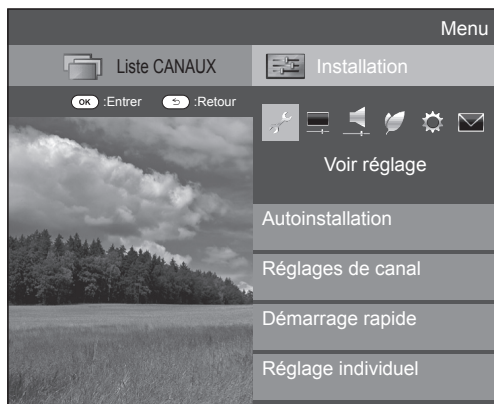 Menu
Liste CANAUX
Installation
OK :Entrer :Retour
Voir réglage
Autoinstallation
Réglages de canal
Démarrage rapide
Réglage individuel